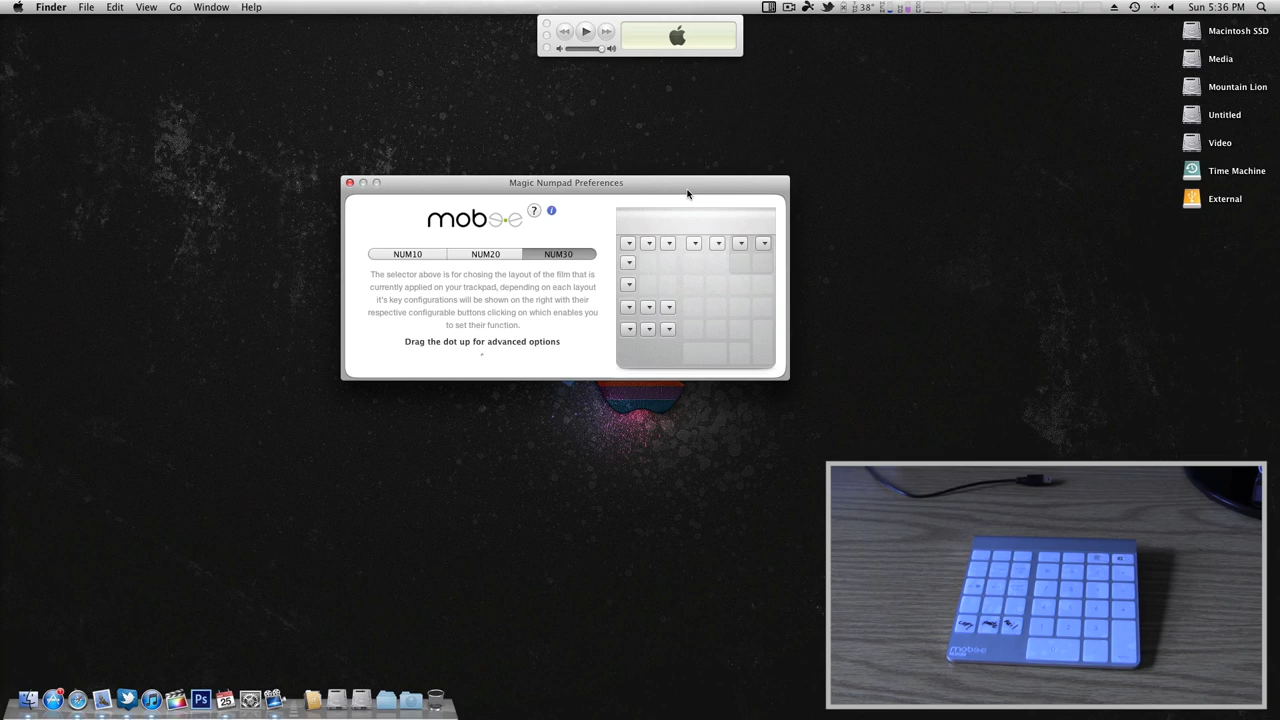 Finder File Edit View Go Window Help 38° Sun 5:36 PM
Macintosh SSD
Media
Mountain Lion
Untitled
Video
Time Machine
External
Magic Numpad Preferences
mobee ? i
NUM10 NUM20 NUM30
The selector above is for chosing the layout of the film that is
currently applied on your trackpad, depending on each layout
it's key configurations will be shown on the right with their
respective configurable buttons clicking on which enables you
to set their function.
Drag the dot up for advanced options
mobee
Ps
25